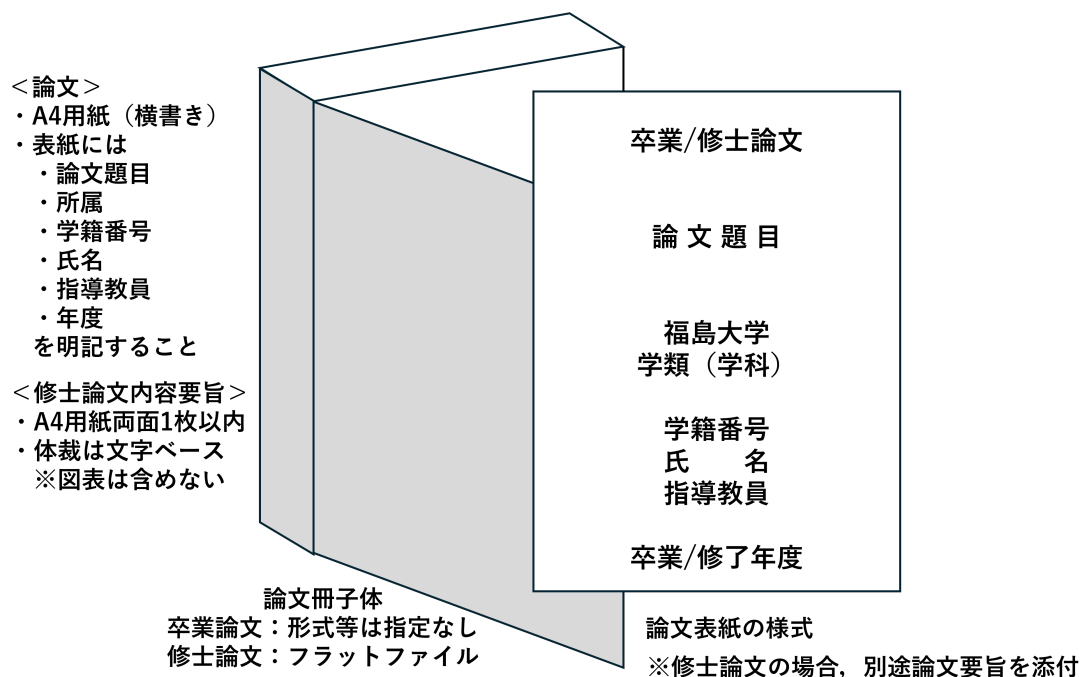 ＜論文＞
・A4用紙（横書き）
・表紙には
・論文題目
・所属
・学籍番号
・氏名
・指導教員
・年度
を明記すること
＜修士論文内容要旨＞
・A4用紙両面1枚以内
・体裁は文字ベース
※図表は含めない
卒業/修士論文
論 文 題 目
福島大学
学類（学科）
学籍番号
氏　　名
指導教員
卒業/修了年度
論文冊子体
卒業論文：形式等は指定なし
修士論文：フラットファイル
論文表紙の様式
※修士論文の場合，別途論文要旨を添付